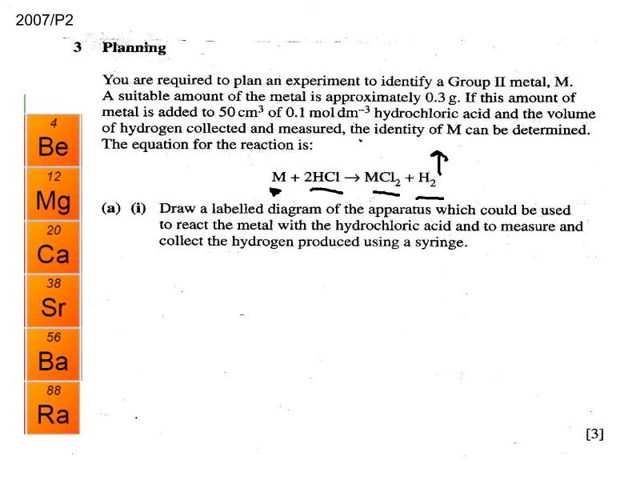 2007/P2
3 Planning
You are required to plan an experiment to identify a Group II metal, M.
A suitable amount of the metal is approximately 0.3 g. If this amount of
metal is added to 50 cm³ of 0.1 mol dm⁻³ hydrochloric acid and the volume
of hydrogen collected and measured, the identity of M can be determined.
The equation for the reaction is:
M + 2HCl → MCl₂ + H₂
(a) (i) Draw a labelled diagram of the apparatus which could be used
to react the metal with the hydrochloric acid and to measure and
collect the hydrogen produced using a syringe.
[3]
4
Be
12
Mg
20
Ca
38
Sr
56
Ba
88
Ra